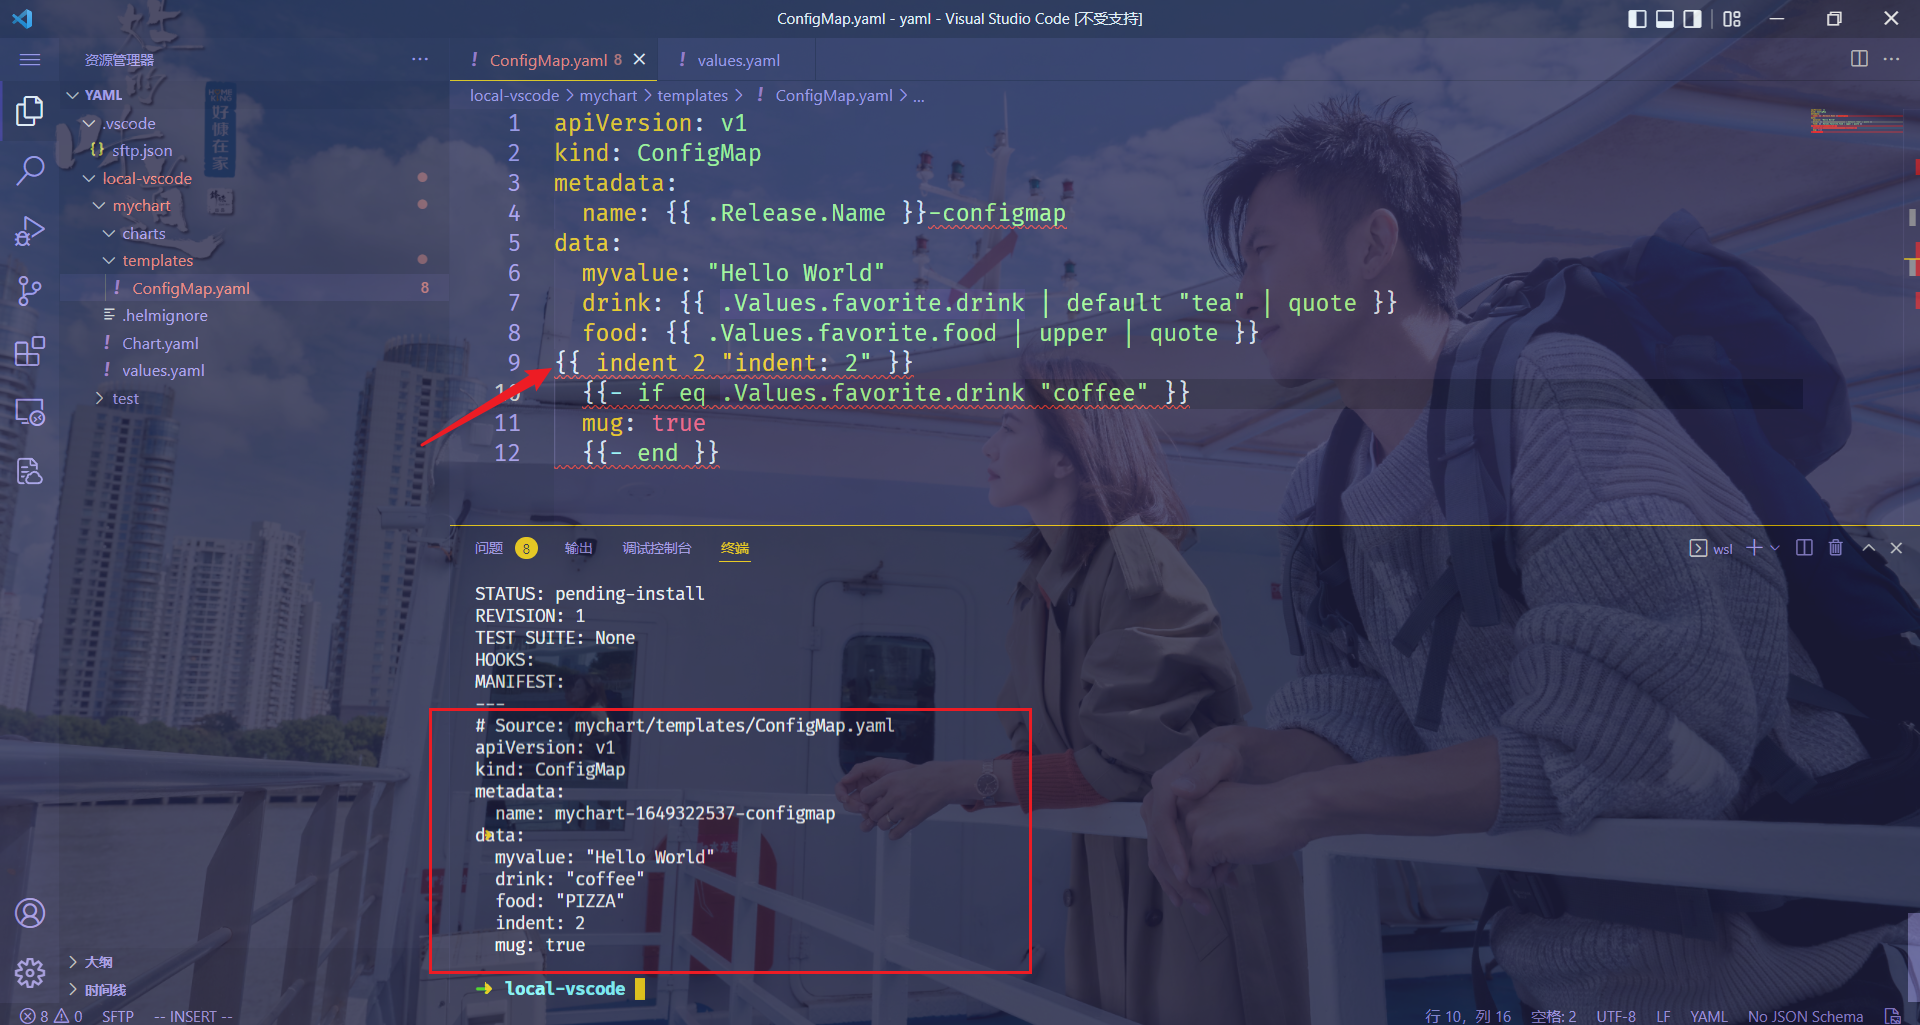 ConfigMap.yaml - yaml - Visual Studio Code [不受支持]
资源管理器
YAML
.vscode
{} sftp.json
local-vscode
mychart
charts
templates
! ConfigMap.yaml 8
.helmignore
! Chart.yaml
! values.yaml
test
大纲
时间线
好慷在家
! ConfigMap.yaml 8
! values.yaml
local-vscode > mychart > templates > ! ConfigMap.yaml > ...
1 apiVersion: v1
2 kind: ConfigMap
3 metadata:
4   name: {{ .Release.Name }}-configmap
5 data:
6   myvalue: "Hello World"
7   drink: {{ .Values.favorite.drink | default "tea" | quote }}
8   food: {{ .Values.favorite.food | upper | quote }}
9 {{ indent 2 "indent: 2" }}
10   {{- if eq .Values.favorite.drink "coffee" }}
11   mug: true
12   {{- end }}
问题 8 输出 调试控制台 终端
wsl
STATUS: pending-install
REVISION: 1
TEST SUITE: None
HOOKS:
MANIFEST:
---
# Source: mychart/templates/ConfigMap.yaml
apiVersion: v1
kind: ConfigMap
metadata:
  name: mychart-1649322537-configmap
data:
  myvalue: "Hello World"
  drink: "coffee"
  food: "PIZZA"
  indent: 2
  mug: true
➜ local-vscode
8 0 SFTP -- INSERT --
行 10，列 16 空格: 2 UTF-8 LF YAML No JSON Schema